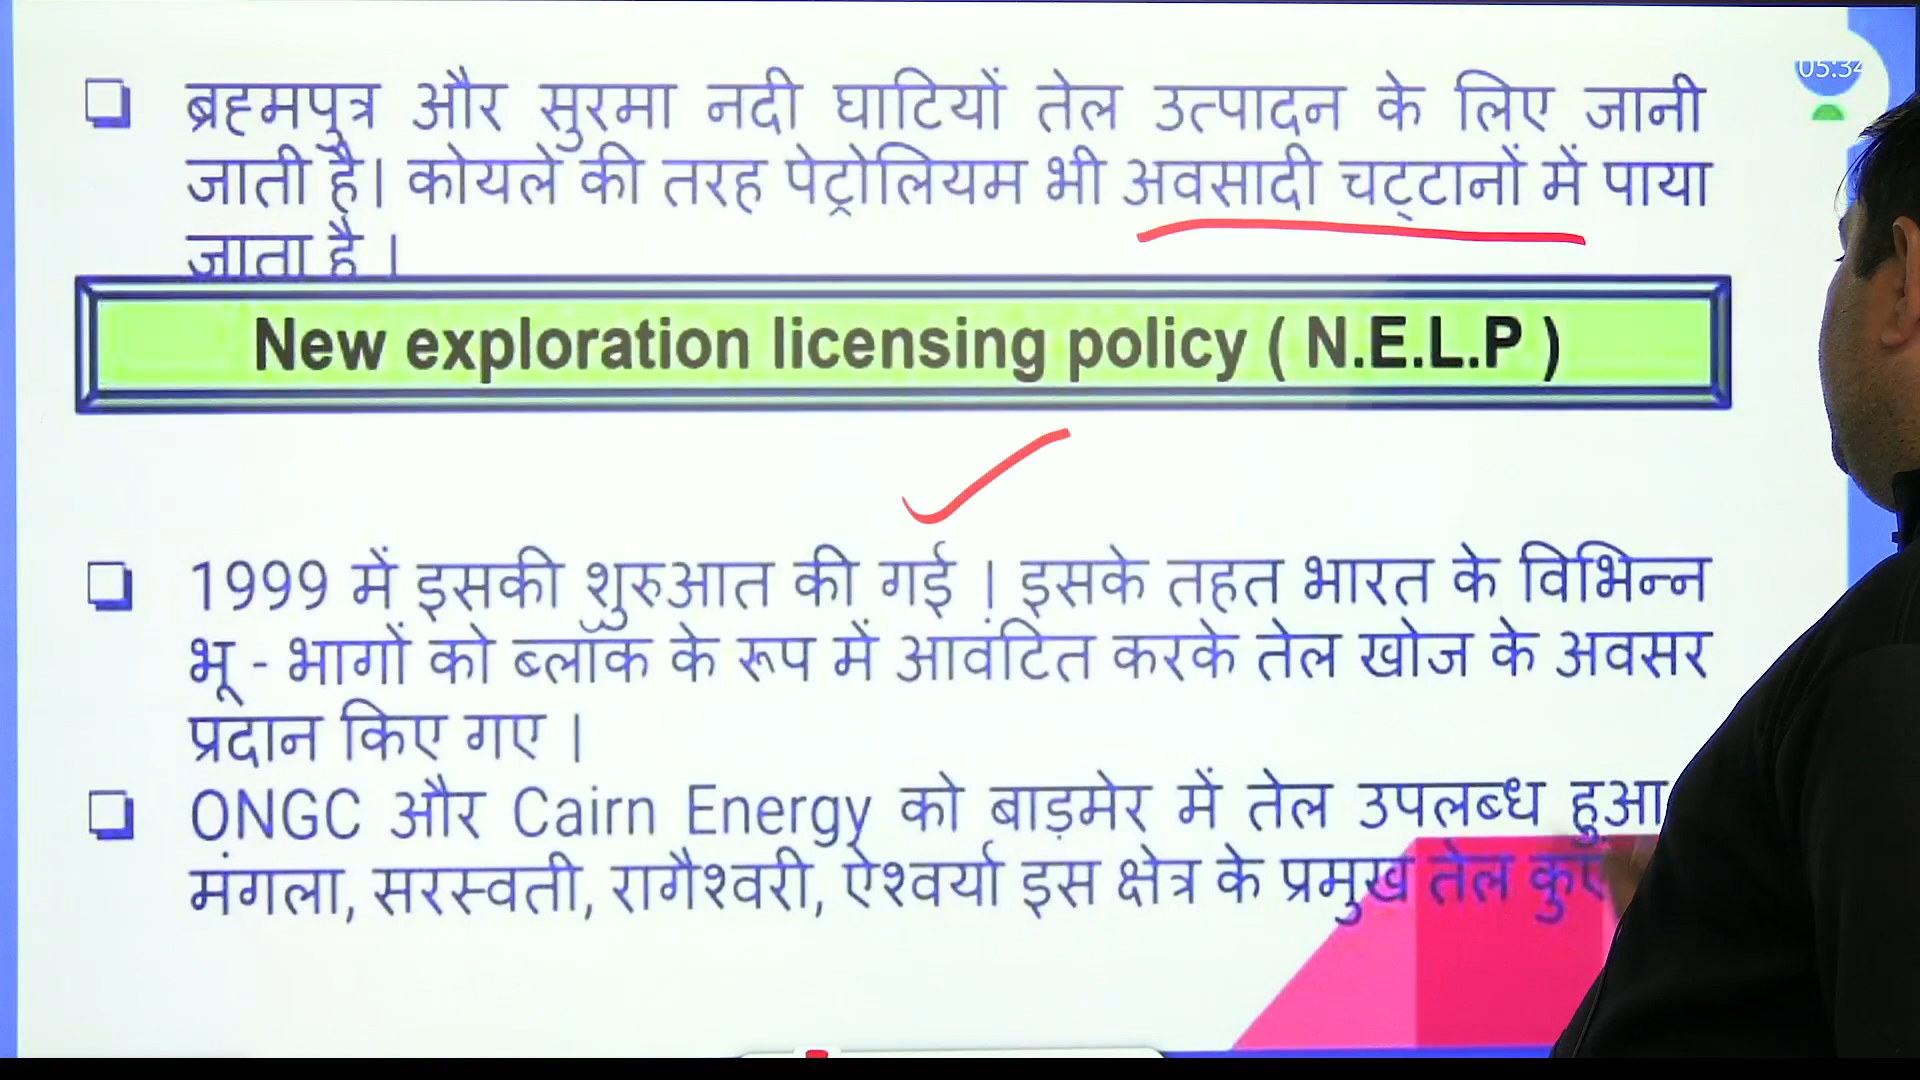 05:34
ब्रह्मपुत्र और सुरमा नदी घाटियों तेल उत्पादन के लिए जानी
जाती है। कोयले की तरह पेट्रोलियम भी अवसादी चट्टानों में पाया
जाता है ।
New exploration licensing policy ( N.E.L.P )
1999 में इसकी शुरुआत की गई । इसके तहत भारत के विभिन्न
भू - भागों को ब्लॉक के रूप में आवंटित करके तेल खोज के अवसर
प्रदान किए गए ।
ONGC और Cairn Energy को बाड़मेर में तेल उपलब्ध हुआ
मंगला, सरस्वती, रागैश्वरी, ऐश्वर्या इस क्षेत्र के प्रमुख तेल